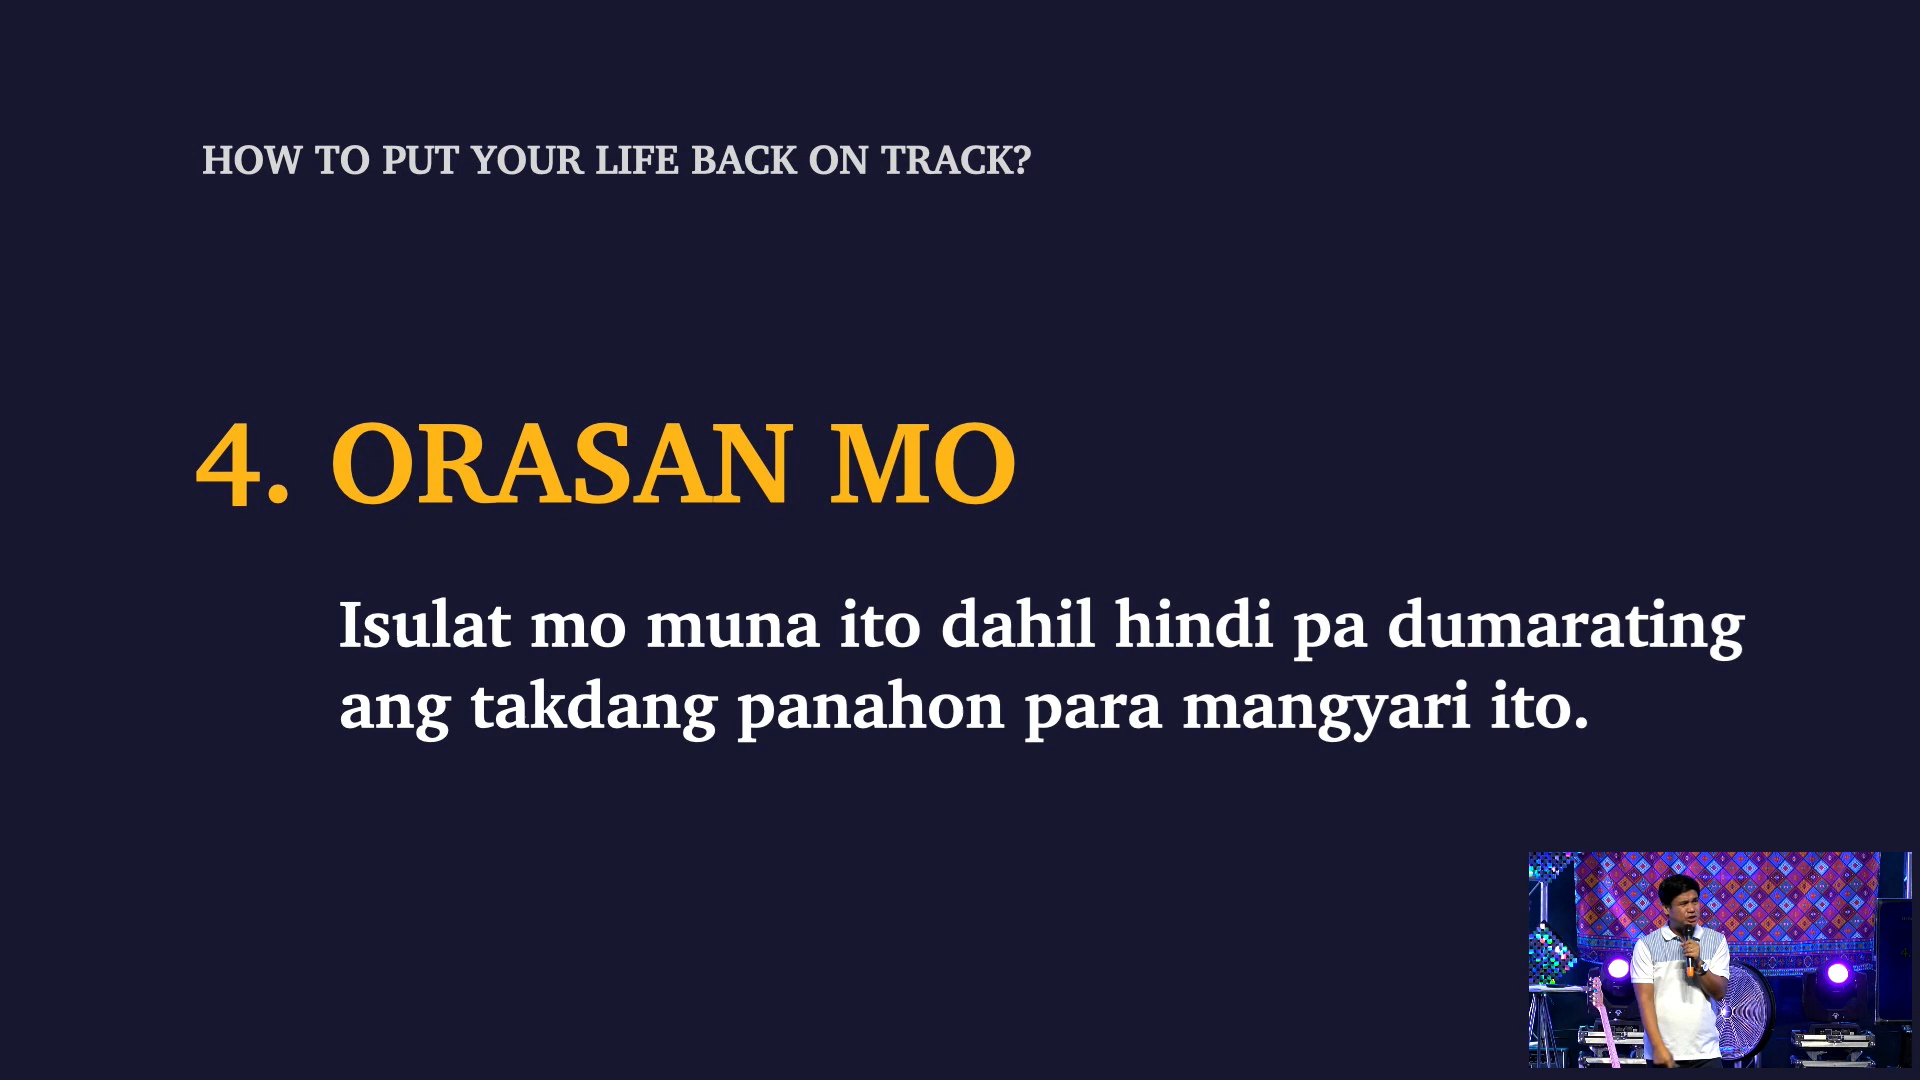 HOW TO PUT YOUR LIFE BACK ON TRACK?
4. ORASAN MO
Isulat mo muna ito dahil hindi pa dumarating
ang takdang panahon para mangyari ito.